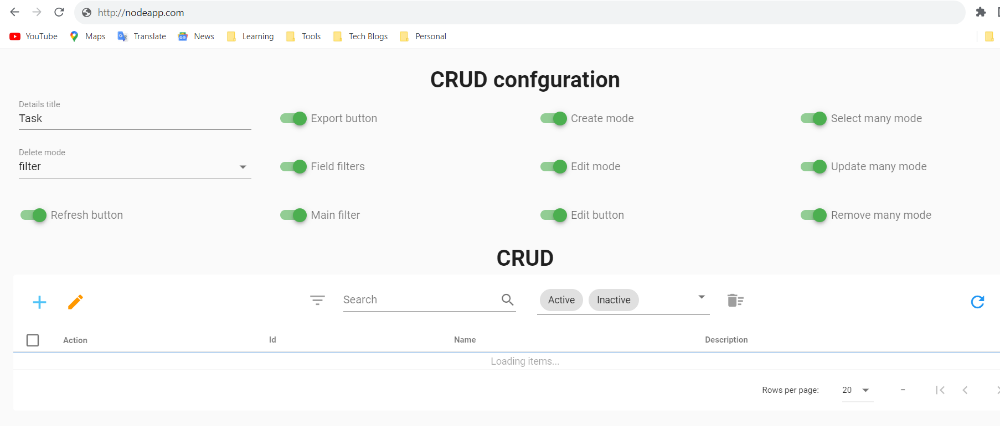 http://nodeapp.com
YouTube Maps Translate News Learning Tools Tech Blogs Personal
CRUD confguration
Details title
Task
Export button
Create mode
Select many mode
Delete mode
filter
Field filters
Edit mode
Update many mode
Refresh button
Main filter
Edit button
Remove many mode
CRUD
Search
Active Inactive
Action Id Name Description
Loading items...
Rows per page: 20 –